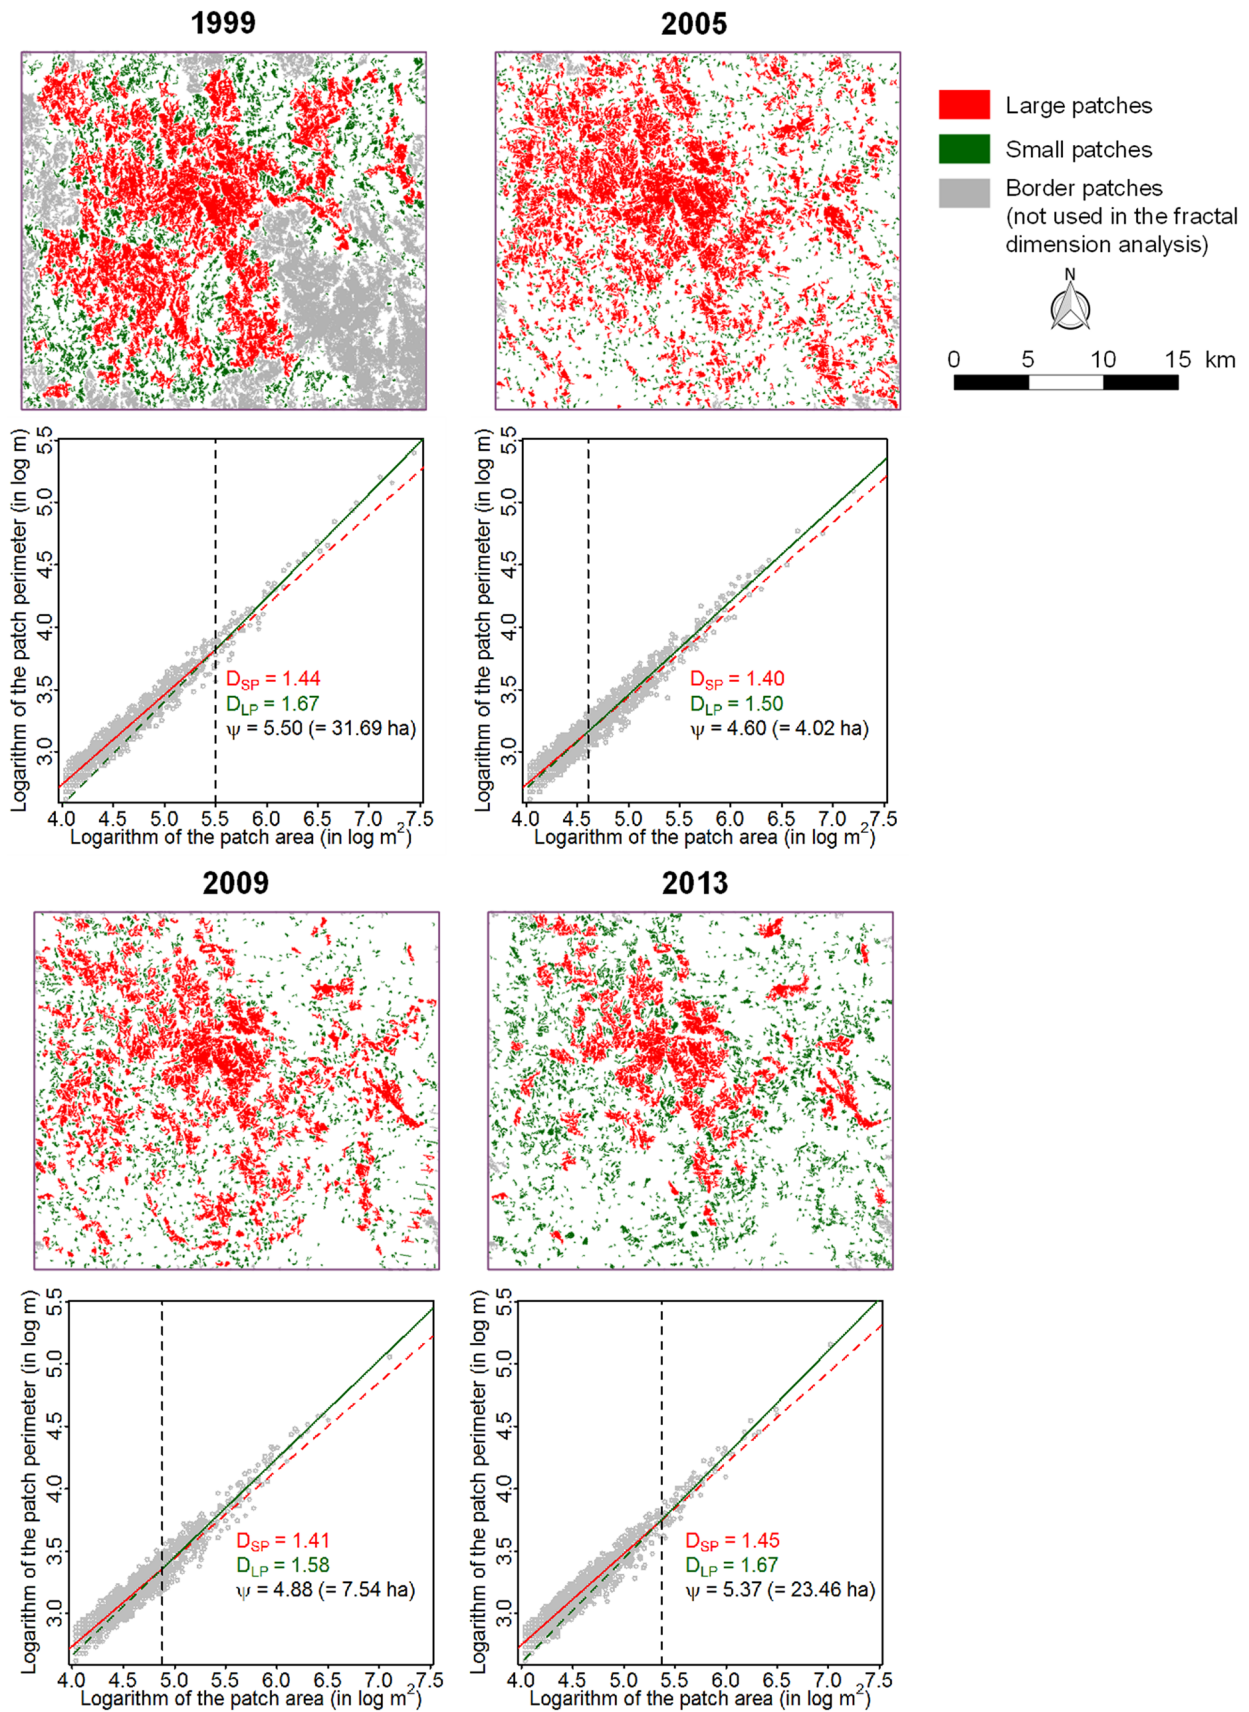 1999
2005
Large patches
Small patches
Border patches
(not used in the fractal
dimension analysis)
N
0 5 10 15 km
Logarithm of the patch perimeter (in log m)
5.5
5.0
4.5
4.0
3.5
3.0
D_SP = 1.44
D_LP = 1.67
ψ = 5.50 (= 31.69 ha)
4.0 4.5 5.0 5.5 6.0 6.5 7.0 7.5
Logarithm of the patch area (in log m²)
Logarithm of the patch perimeter (in log m)
5.5
5.0
4.5
4.0
3.5
3.0
D_SP = 1.40
D_LP = 1.50
ψ = 4.60 (= 4.02 ha)
4.0 4.5 5.0 5.5 6.0 6.5 7.0 7.5
Logarithm of the patch area (in log m²)
2009
2013
Logarithm of the patch perimeter (in log m)
5.5
5.0
4.5
4.0
3.5
3.0
D_SP = 1.41
D_LP = 1.58
ψ = 4.88 (= 7.54 ha)
4.0 4.5 5.0 5.5 6.0 6.5 7.0 7.5
Logarithm of the patch area (in log m²)
Logarithm of the patch perimeter (in log m)
5.5
5.0
4.5
4.0
3.5
3.0
D_SP = 1.45
D_LP = 1.67
ψ = 5.37 (= 23.46 ha)
4.0 4.5 5.0 5.5 6.0 6.5 7.0 7.5
Logarithm of the patch area (in log m²)